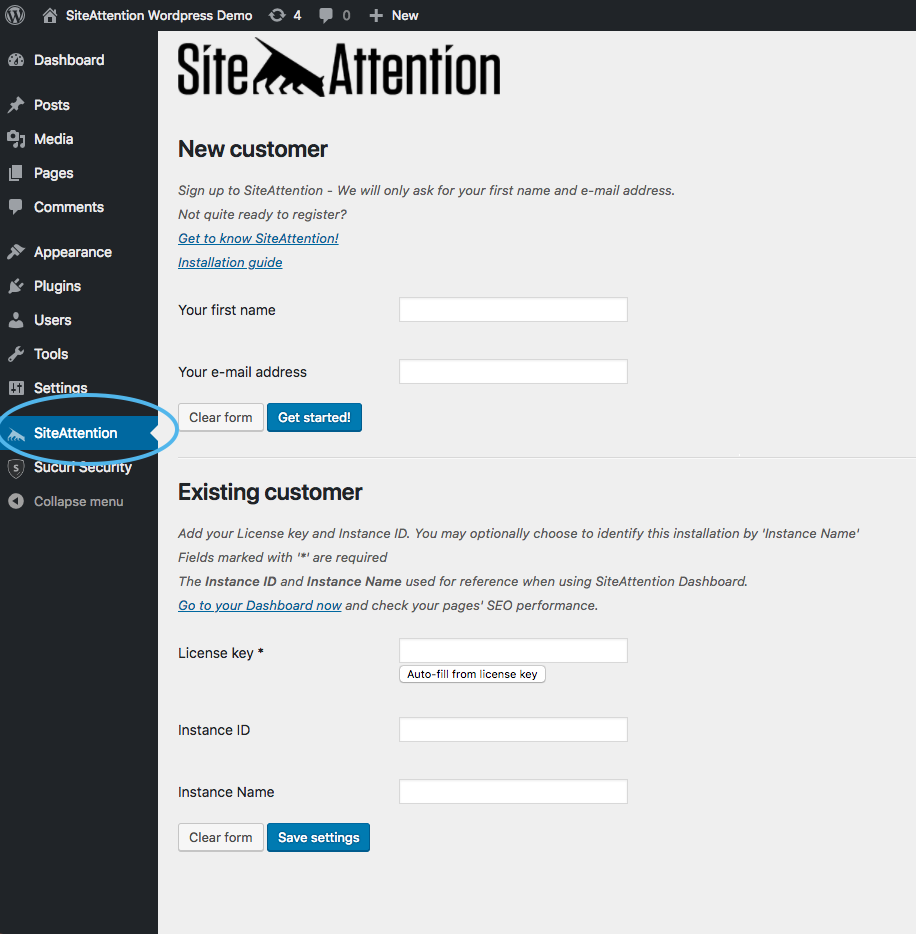 SiteAttention Wordpress Demo 4 0 New
Dashboard
Posts
Media
Pages
Comments
Appearance
Plugins
Users
Tools
Settings
SiteAttention
Sucuri Security
Collapse menu
SiteAttention
New customer
Sign up to SiteAttention - We will only ask for your first name and e-mail address.
Not quite ready to register?
Get to know SiteAttention!
Installation guide
Your first name
Your e-mail address
Clear form Get started!
Existing customer
Add your License key and Instance ID. You may optionally choose to identify this installation by 'Instance Name'
Fields marked with '*' are required
The Instance ID and Instance Name used for reference when using SiteAttention Dashboard.
Go to your Dashboard now and check your pages' SEO performance.
License key *
Auto-fill from license key
Instance ID
Instance Name
Clear form Save settings